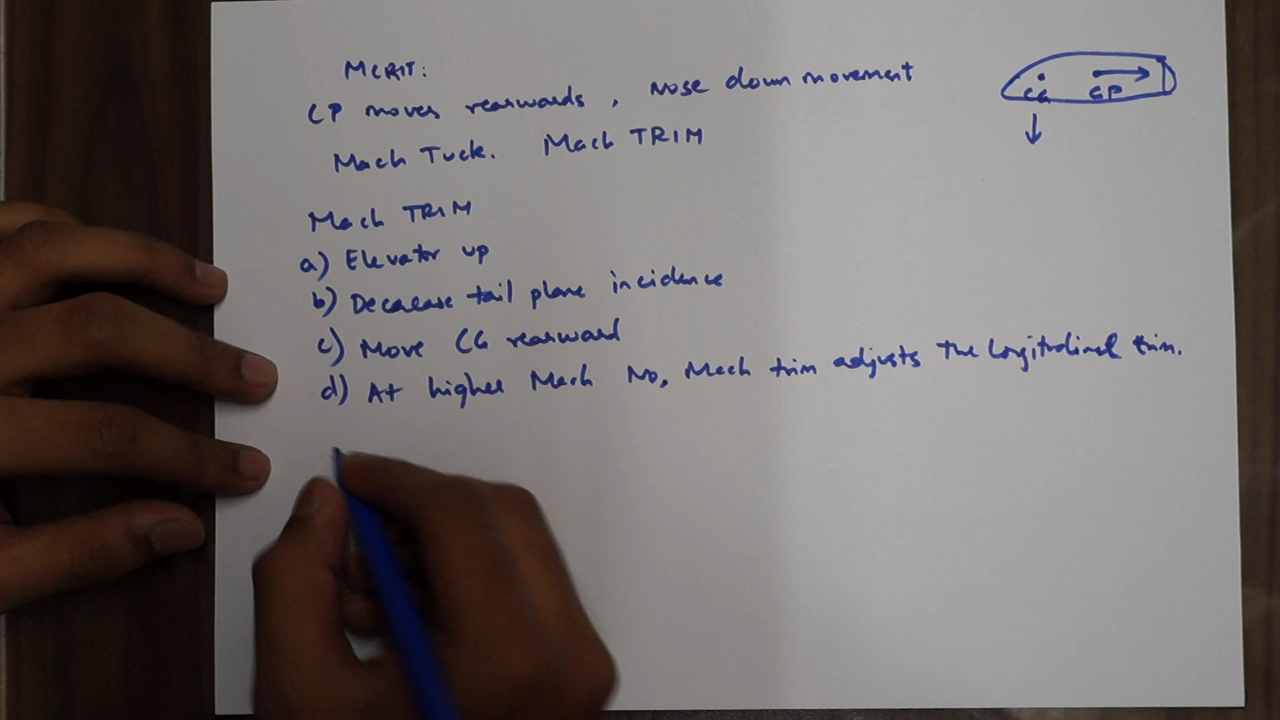 MCRIT:
CP moves rearwards, Nose down movement
Mach Tuck. Mach TRIM
CG CP
Mach TRIM
a) Elevator up
b) Decrease tail plane incidence
c) Move CG rearward
d) At higher Mach No, Mach trim adjusts the longitudinal trim.